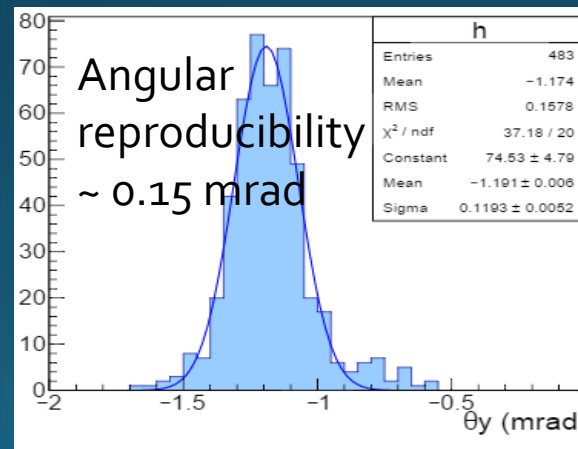 Angular
reproducibility
~ 0.15 mrad
h
Entries 483
Mean −1.174
RMS 0.1578
χ² / ndf 37.18 / 20
Constant 74.53 ± 4.79
Mean −1.191 ± 0.006
Sigma 0.1193 ± 0.0052
80
70
60
50
40
30
20
10
0
−2 −1.5 −1 −0.5
θy (mrad